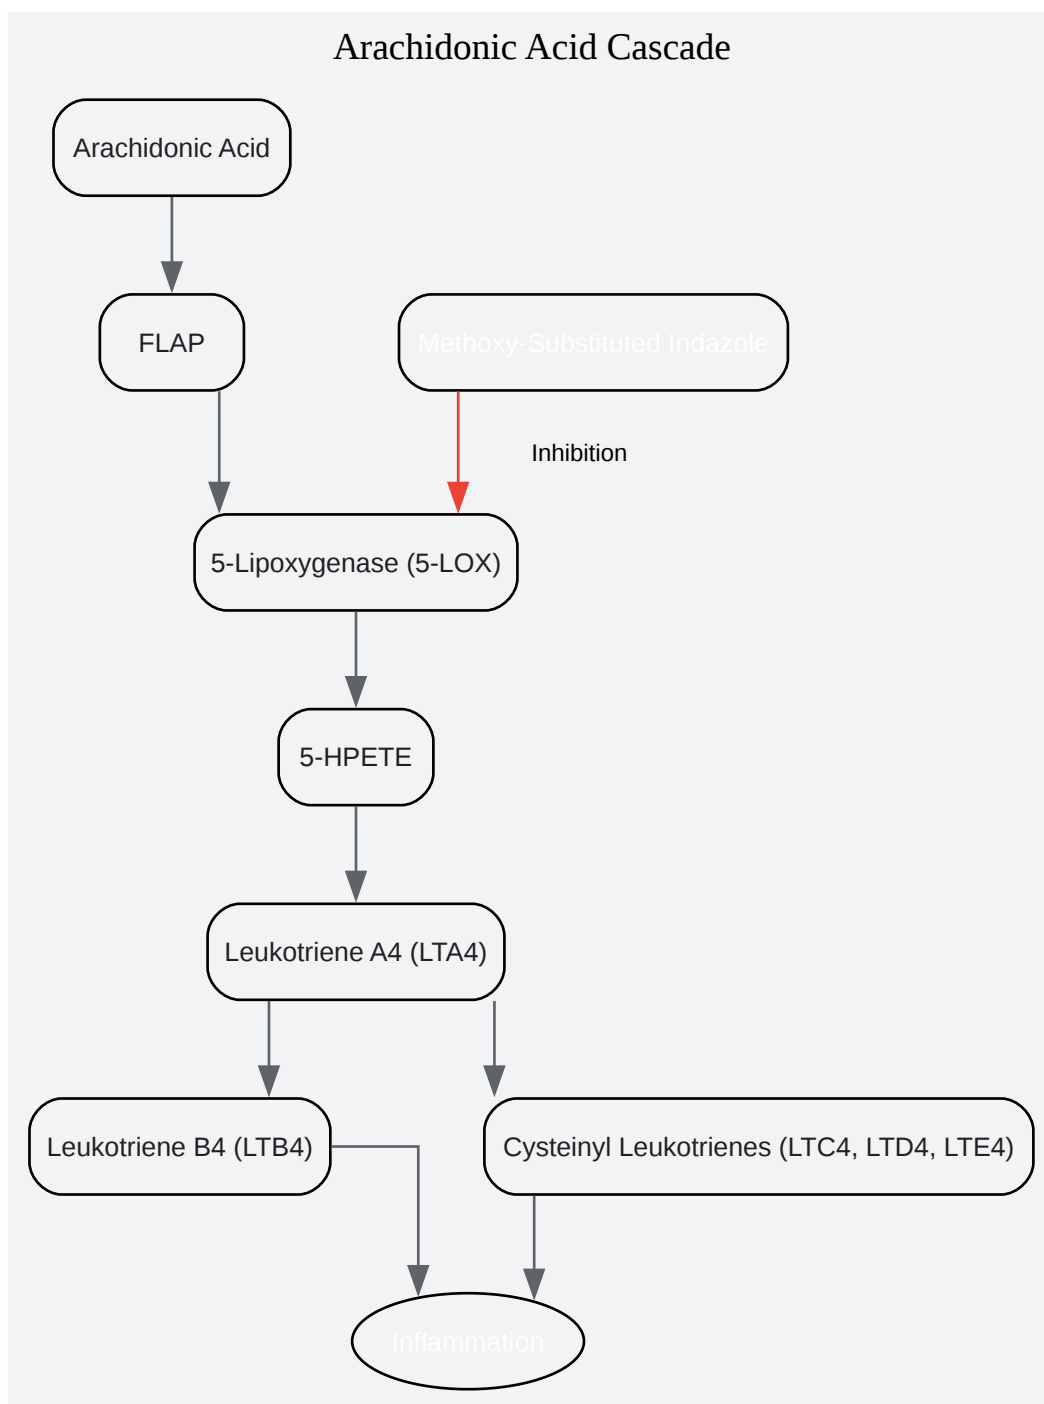 Arachidonic Acid Cascade
Arachidonic Acid
FLAP
Methoxy-Substituted Indazole
Inhibition
5-Lipoxygenase (5-LOX)
5-HPETE
Leukotriene A4 (LTA4)
Leukotriene B4 (LTB4)
Cysteinyl Leukotrienes (LTC4, LTD4, LTE4)
Inflammation